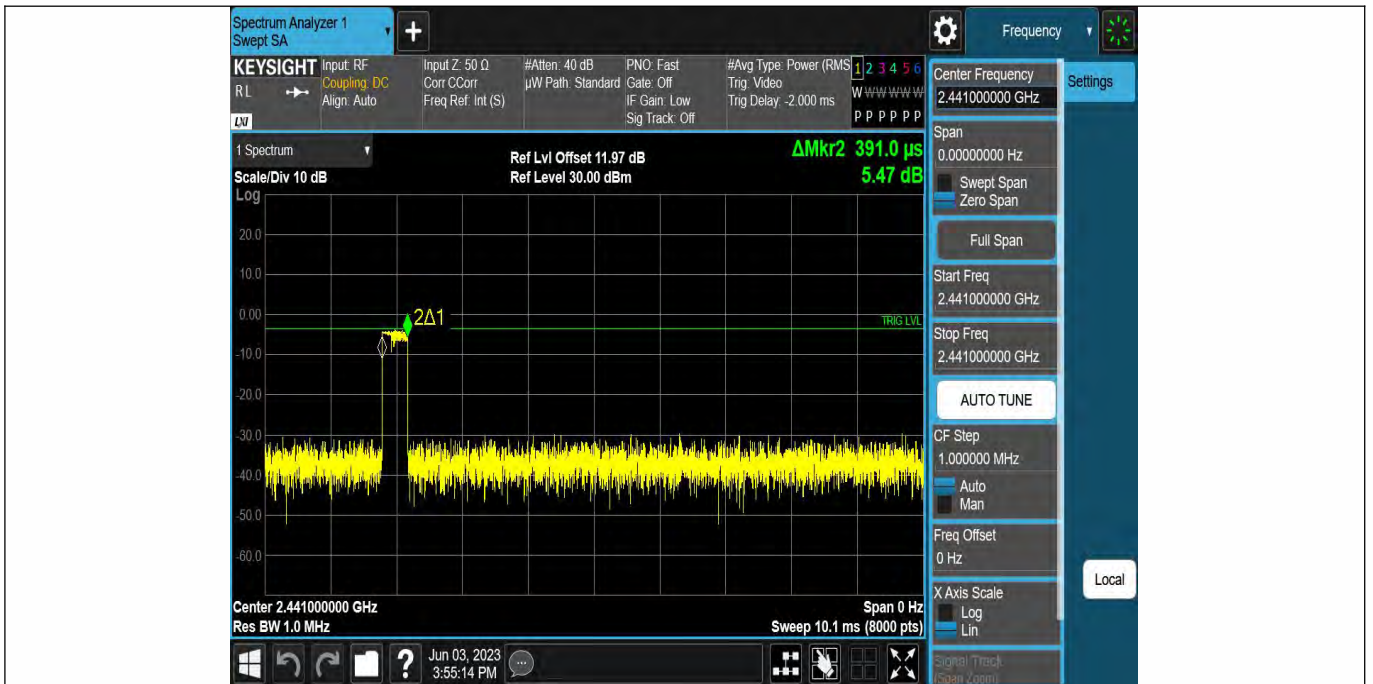 Spectrum Analyzer 1
Swept SA
+
Frequency
KEYSIGHT
RL
LXI
Input: RF
Coupling: DC
Align: Auto
Input Z: 50 Ω
Corr CCorr
Freq Ref: Int (S)
#Atten: 40 dB
µW Path: Standard
PNO: Fast
Gate: Off
IF Gain: Low
Sig Track: Off
#Avg Type: Power (RMS
Trig: Video
Trig Delay: -2.000 ms
1 2 3 4 5 6
W W W W W W
P P P P P P
1 Spectrum
Scale/Div 10 dB
Log
Ref Lvl Offset 11.97 dB
Ref Level 30.00 dBm
ΔMkr2 391.0 µs
5.47 dB
20.0
10.0
0.00
-10.0
-20.0
-30.0
-40.0
-50.0
-60.0
2Δ1
TRIG LVL
Center 2.441000000 GHz
Res BW 1.0 MHz
Span 0 Hz
Sweep 10.1 ms (8000 pts)
Center Frequency
2.441000000 GHz
Settings
Span
0.00000000 Hz
Swept Span
Zero Span
Full Span
Start Freq
2.441000000 GHz
Stop Freq
2.441000000 GHz
AUTO TUNE
CF Step
1.000000 MHz
Auto
Man
Freq Offset
0 Hz
X Axis Scale
Log
Lin
Local
Signal Track
(Span Zoom)
?
Jun 03, 2023
3:55:14 PM